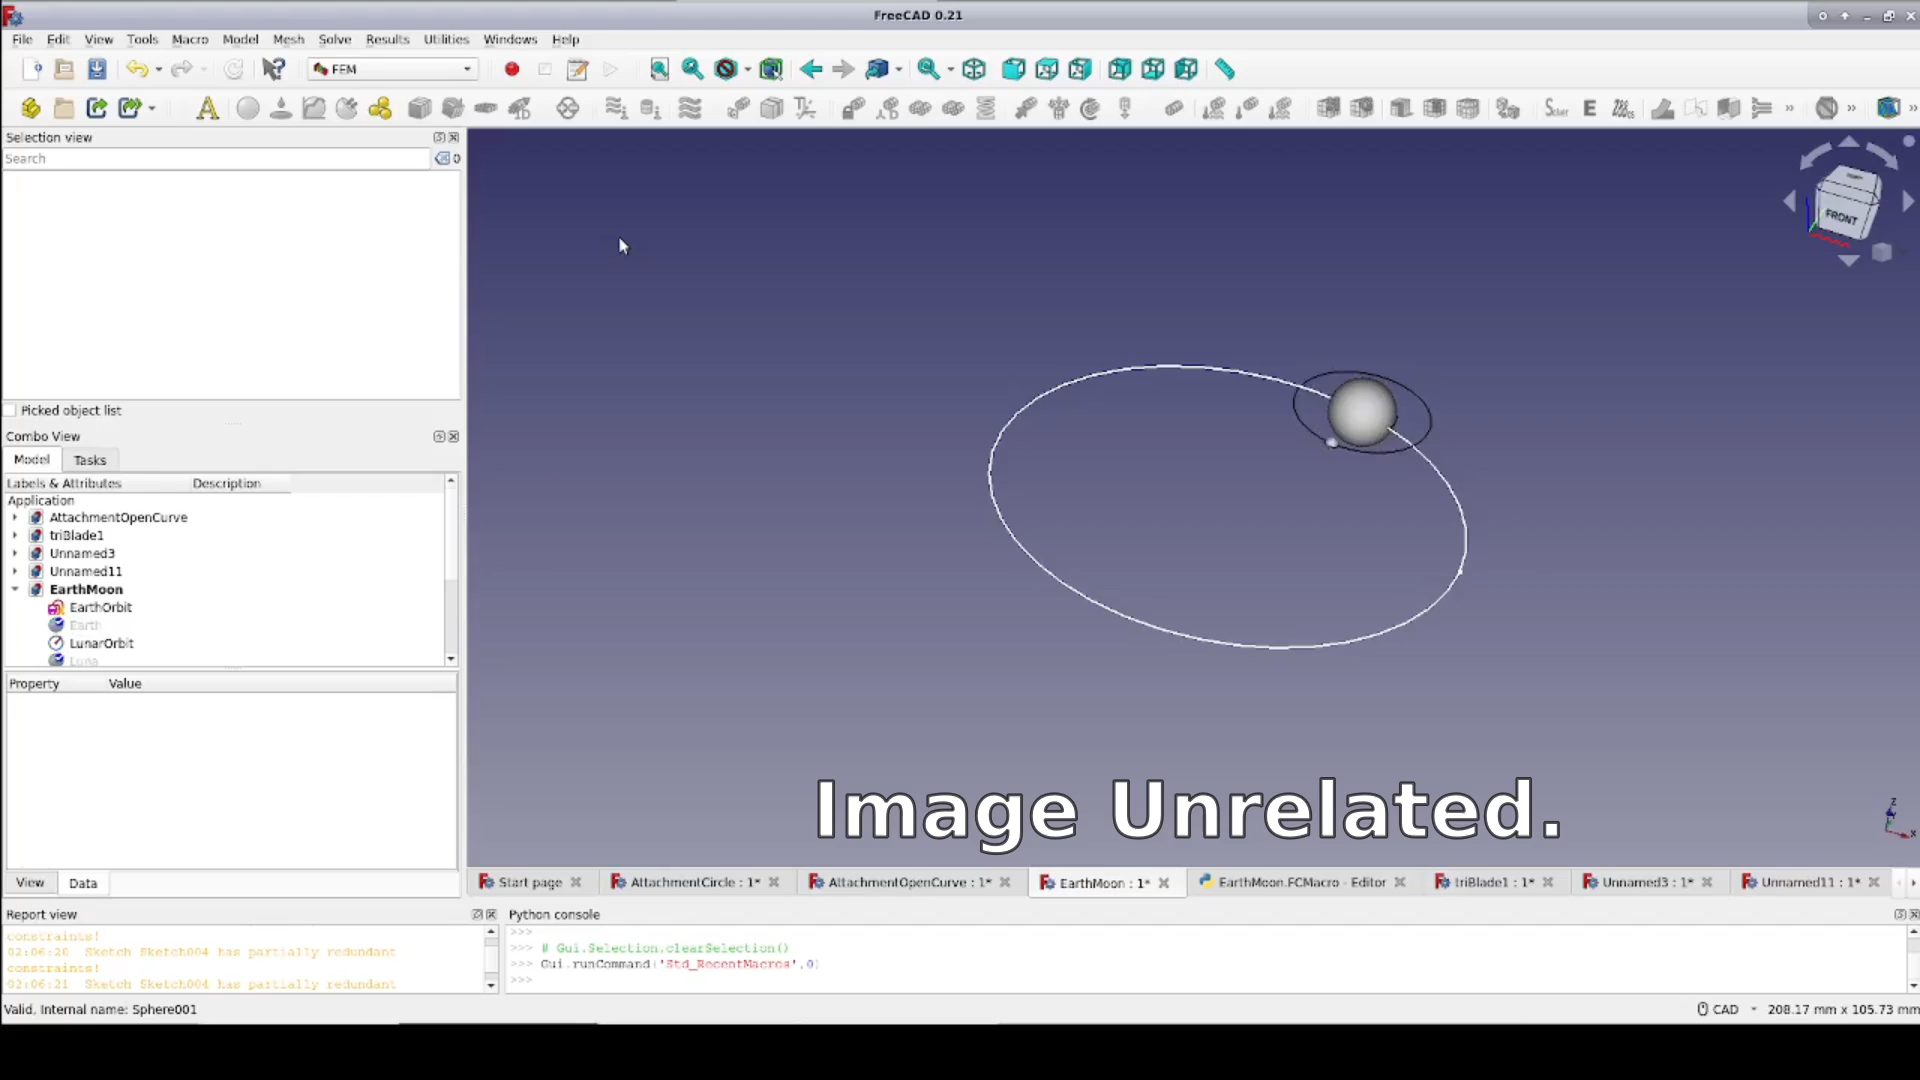 FreeCAD 0.21
File Edit View Tools Macro Model Mesh Solve Results Utilities Windows Help
FEM
Selection view
Search
0
Picked object list
Combo View
Model Tasks
Labels & Attributes Description
Application
AttachmentOpenCurve
triBlade1
Unnamed3
Unnamed11
EarthMoon
EarthOrbit
Earth
LunarOrbit
Luna
Property Value
View Data
FRONT
Image Unrelated.
Start page AttachmentCircle : 1* AttachmentOpenCurve : 1* EarthMoon : 1* EarthMoon.FCMacro - Editor triBlade1 : 1* Unnamed3 : 1* Unnamed11 : 1*
Report view
constraints!
02:06:20 Sketch Sketch004 has partially redundant
constraints!
02:06:21 Sketch Sketch004 has partially redundant
Python console
>>>
>>> # Gui.Selection.clearSelection()
>>> Gui.runCommand('Std_RecentMacros',0)
>>>
Valid, Internal name: Sphere001
CAD 208.17 mm x 105.73 mm